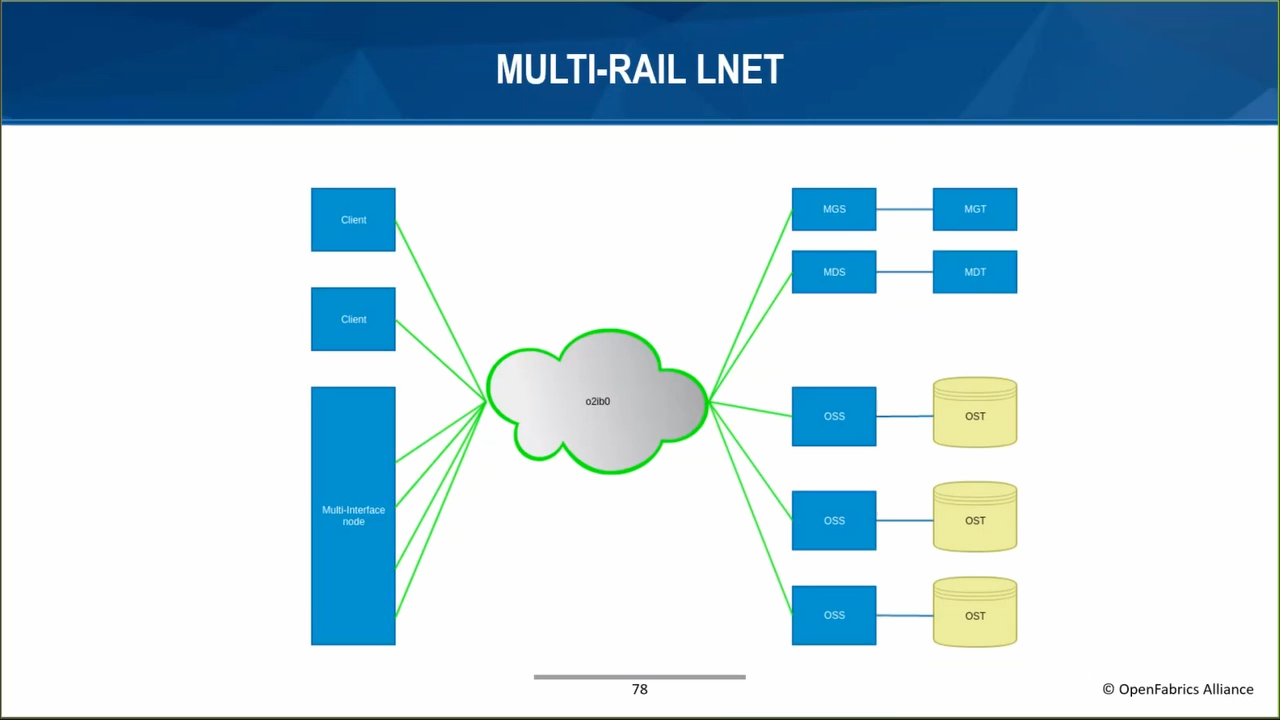 MULTI-RAIL LNET
Client
Client
Multi-Interface
node
o2ib0
MGS
MGT
MDS
MDT
OSS
OST
OSS
OST
OSS
OST
78
© OpenFabrics Alliance